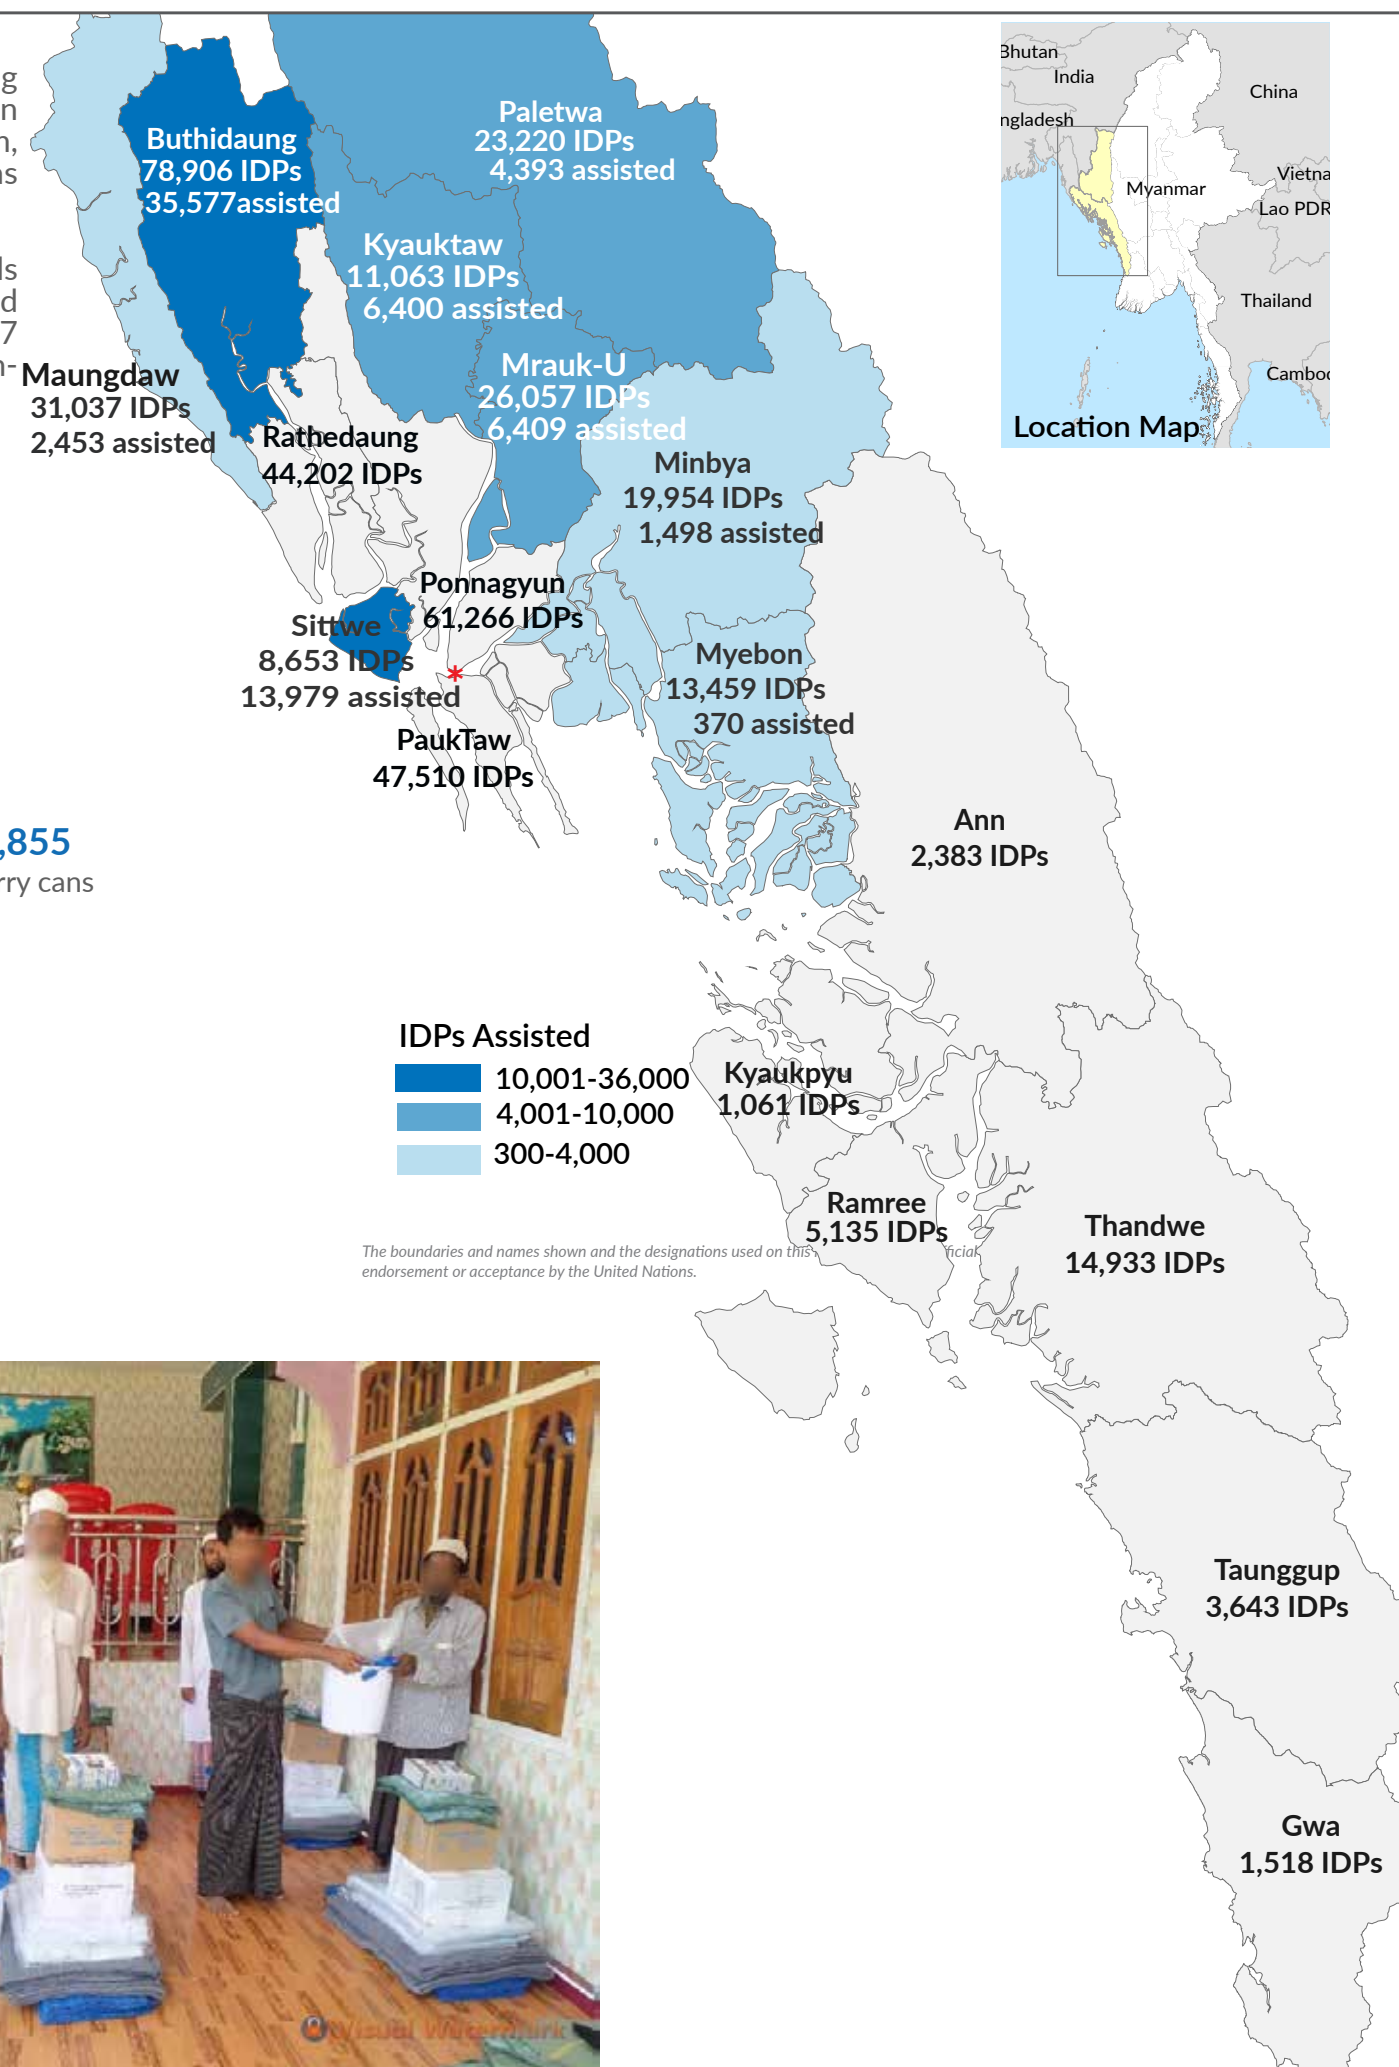 Bhutan
India
China
ngladesh
Vietna
Myanmar
Lao PDR
Thailand
Camboc
Location Map
g
n
n,
ns
ls
d
7
n-
Paletwa
23,220 IDPs
4,393 assisted
Buthidaung
78,906 IDPs
35,577assisted
Kyauktaw
11,063 IDPs
6,400 assisted
Mrauk-U
26,057 IDPs
6,409 assisted
Maungdaw
31,037 IDPs
2,453 assisted
Rathedaung
44,202 IDPs
Minbya
19,954 IDPs
1,498 assisted
Ponnagyun
61,266 IDPs
Sittwe
8,653 IDPs
13,979 assisted
*
Myebon
13,459 IDPs
370 assisted
PaukTaw
47,510 IDPs
Ann
2,383 IDPs
,855
rry cans
IDPs Assisted
10,001-36,000
4,001-10,000
300-4,000
Kyaukpyu
1,061 IDPs
Ramree
5,135 IDPs
Thandwe
14,933 IDPs
The boundaries and names shown and the designations used on this
ficial
endorsement or acceptance by the United Nations.
Taunggup
3,643 IDPs
Gwa
1,518 IDPs
Visual Watermark